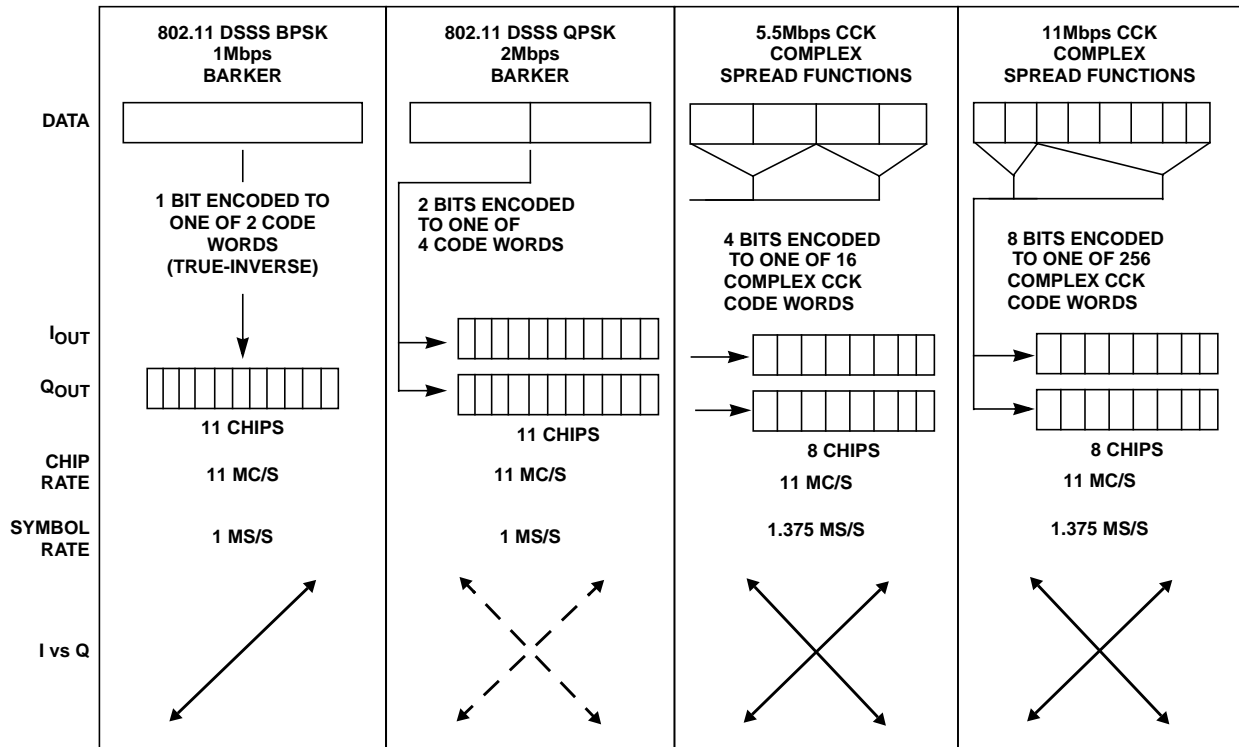 802.11 DSSS BPSK
1Mbps
BARKER
802.11 DSSS QPSK
2Mbps
BARKER
5.5Mbps CCK
COMPLEX
SPREAD FUNCTIONS
11Mbps CCK
COMPLEX
SPREAD FUNCTIONS
DATA
1 BIT ENCODED TO
ONE OF 2 CODE
WORDS
(TRUE-INVERSE)
2 BITS ENCODED
TO ONE OF
4 CODE WORDS
4 BITS ENCODED
TO ONE OF 16
COMPLEX CCK
CODE WORDS
8 BITS ENCODED
TO ONE OF 256
COMPLEX CCK
CODE WORDS
IOUT
QOUT
11 CHIPS
11 CHIPS
8 CHIPS
8 CHIPS
CHIP
RATE
11 MC/S
11 MC/S
11 MC/S
11 MC/S
SYMBOL
RATE
1 MS/S
1 MS/S
1.375 MS/S
1.375 MS/S
I vs Q